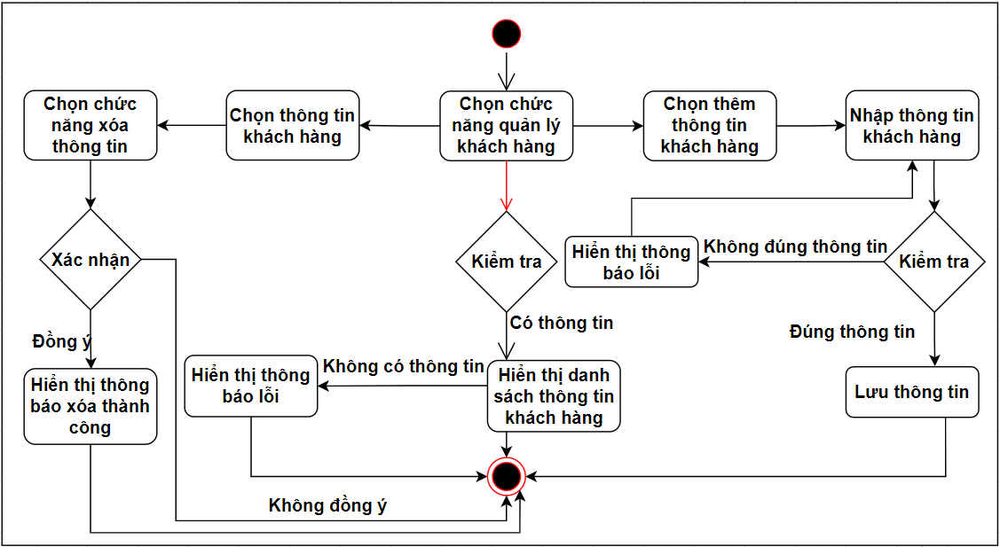 Chọn chức
năng xóa
thông tin
Chọn thông tin
khách hàng
Chọn chức
năng quản lý
khách hàng
Chọn thêm
thông tin
khách hàng
Nhập thông tin
khách hàng
Xác nhận
Kiểm tra
Hiển thị thông
báo lỗi
Không đúng thông tin
Kiểm tra
Đồng ý
Có thông tin
Đúng thông tin
Hiển thị thông
báo xóa thành
công
Hiển thị thông
báo lỗi
Không có thông tin
Hiển thị danh
sách thông tin
khách hàng
Lưu thông tin
Không đồng ý